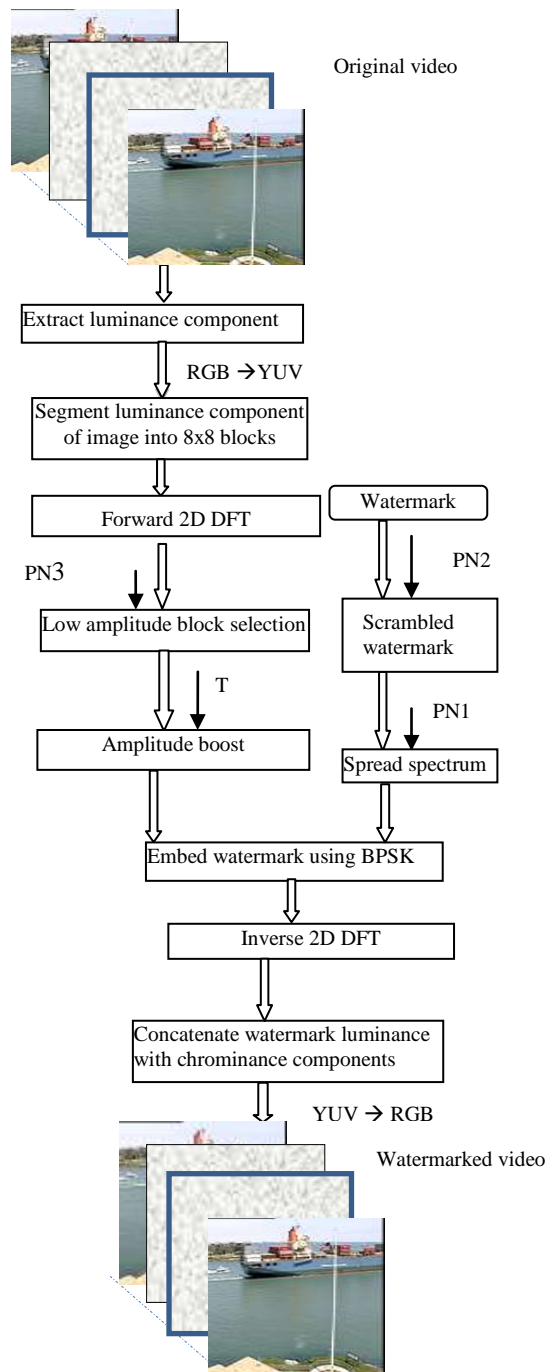 Original video
Extract luminance component
RGB → YUV
Segment luminance component
of image into 8x8 blocks
Forward 2D DFT
Watermark
PN3
PN2
Low amplitude block selection
Scrambled
watermark
T
PN1
Amplitude boost
Spread spectrum
Embed watermark using BPSK
Inverse 2D DFT
Concatenate watermark luminance
with chrominance components
YUV → RGB
Watermarked video